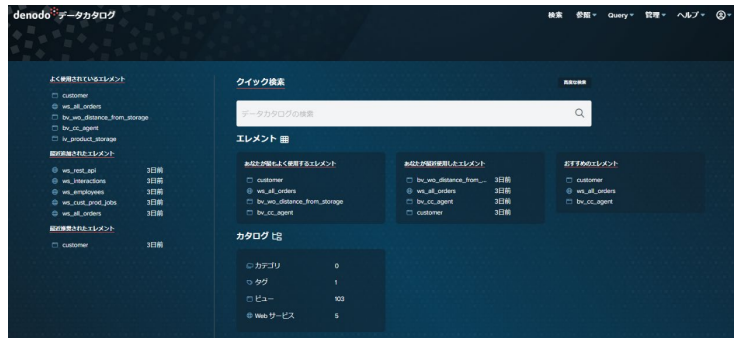 denodo データカタログ
検索 参照 Query 管理 ヘルプ
よく使用されているエレメント
customer
ws_all_orders
bv_wo_distance_from_storage
bv_cc_agent
iv_product_storage
最近追加されたエレメント
ws_rest_api 3日前
ws_interactions 3日前
ws_employees 3日前
ws_cust_prod_jobs 3日前
ws_all_orders 3日前
最近推奨されたエレメント
customer 3日前
クイック検索
高度な検索
データカタログの検索
エレメント
あなたが最もよく使用するエレメント
customer
ws_all_orders
bv_wo_distance_from_storage
bv_cc_agent
あなたが最近使用したエレメント
bv_wo_distance_from_... 3日前
ws_all_orders 3日前
bv_cc_agent 3日前
customer 3日前
おすすめのエレメント
customer
ws_all_orders
bv_cc_agent
カタログ
カテゴリ 0
タグ 1
ビュー 103
Web サービス 5